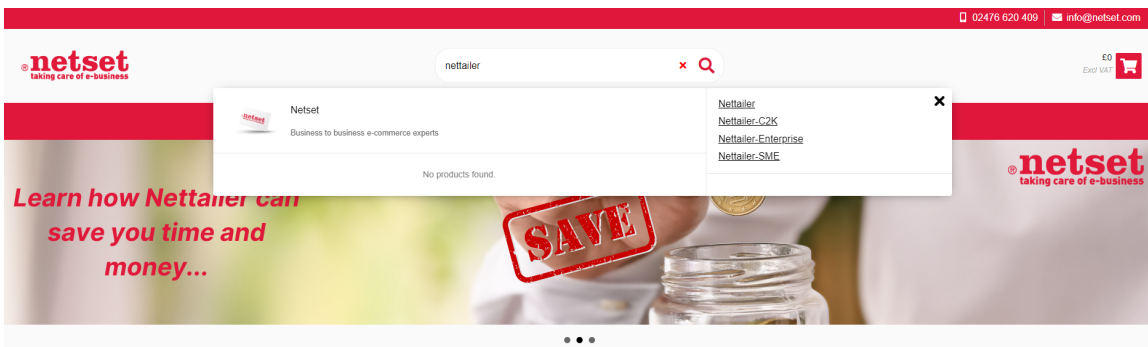 02476 620 409
info@netset.com
® netset
taking care of e-business
nettailer
£0
Excl VAT
netset
Netset
Business to business e-commerce experts
No products found.
Nettailer
Nettailer-C2K
Nettailer-Enterprise
Nettailer-SME
Learn how Nettailer can
save you time and
money...
SAVE
® netset
taking care of e-business